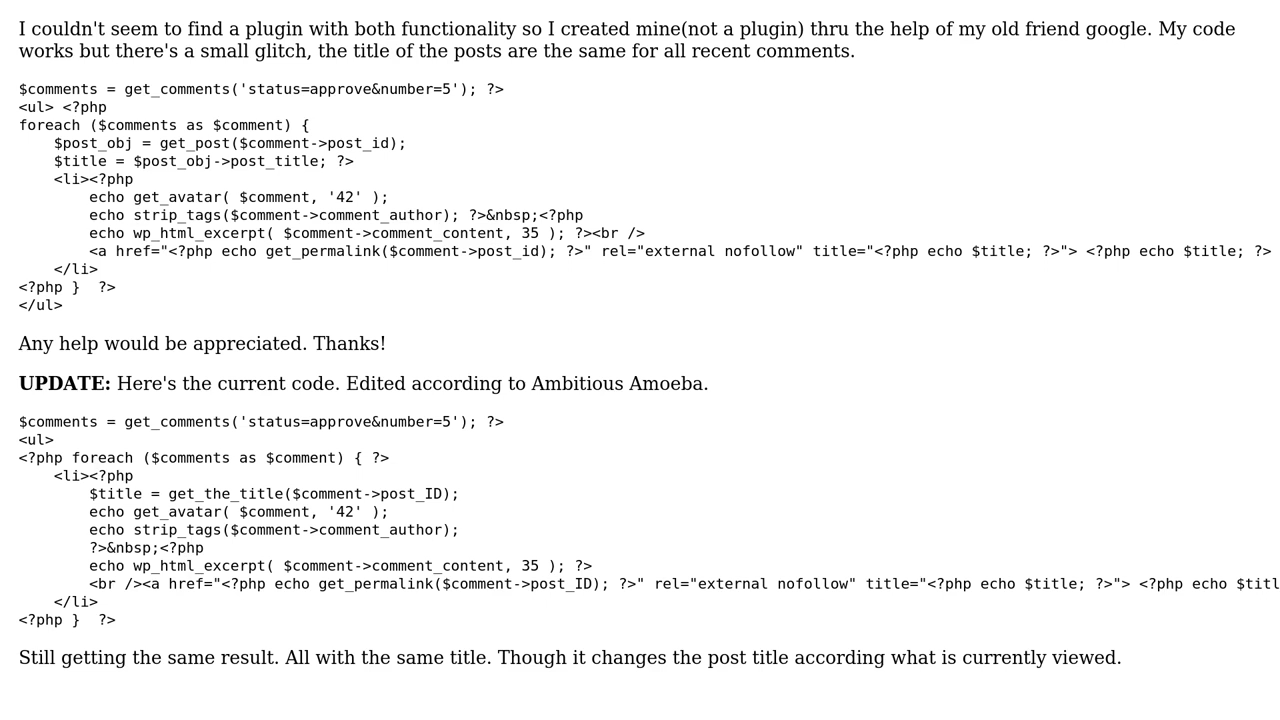 I couldn't seem to find a plugin with both functionality so I created mine(not a plugin) thru the help of my old friend google. My code
works but there's a small glitch, the title of the posts are the same for all recent comments.
$comments = get_comments('status=approve&number=5'); ?>
<ul> <?php
foreach ($comments as $comment) {
    $post_obj = get_post($comment->post_id);
    $title = $post_obj->post_title; ?>
    <li><?php
        echo get_avatar( $comment, '42' );
        echo strip_tags($comment->comment_author); ?>&nbsp;<?php
        echo wp_html_excerpt( $comment->comment_content, 35 ); ?><br />
        <a href="<?php echo get_permalink($comment->post_id); ?>" rel="external nofollow" title="<?php echo $title; ?>"> <?php echo $title; ?>
    </li>
<?php }  ?>
</ul>
Any help would be appreciated. Thanks!
UPDATE: Here's the current code. Edited according to Ambitious Amoeba.
$comments = get_comments('status=approve&number=5'); ?>
<ul>
<?php foreach ($comments as $comment) { ?>
    <li><?php
        $title = get_the_title($comment->post_ID);
        echo get_avatar( $comment, '42' );
        echo strip_tags($comment->comment_author);
        ?>&nbsp;<?php
        echo wp_html_excerpt( $comment->comment_content, 35 ); ?>
        <br /><a href="<?php echo get_permalink($comment->post_ID); ?>" rel="external nofollow" title="<?php echo $title; ?>"> <?php echo $titl
    </li>
<?php }  ?>
Still getting the same result. All with the same title. Though it changes the post title according what is currently viewed.